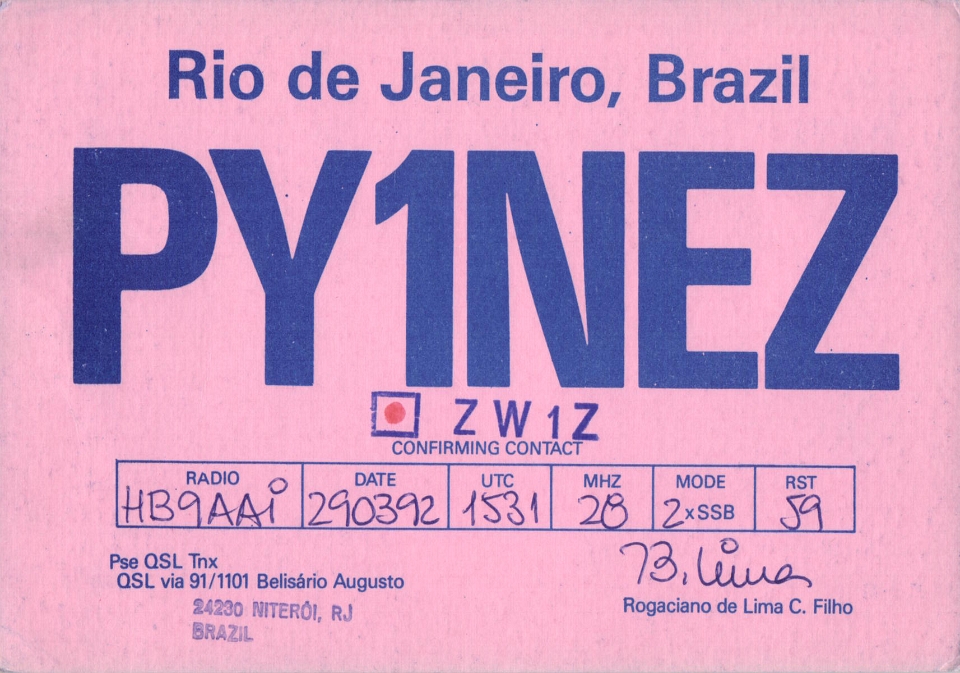 Rio de Janeiro, Brazil
PY1NEZ
ZW1Z
CONFIRMING CONTACT
RADIO DATE UTC MHZ MODE RST
HB9AAi 290392 1531 28 2xSSB 59
Pse QSL Tnx
QSL via 91/1101 Belisário Augusto
24230 NITERÓI, RJ
BRAZIL
B. Lima
Rogaciano de Lima C. Filho